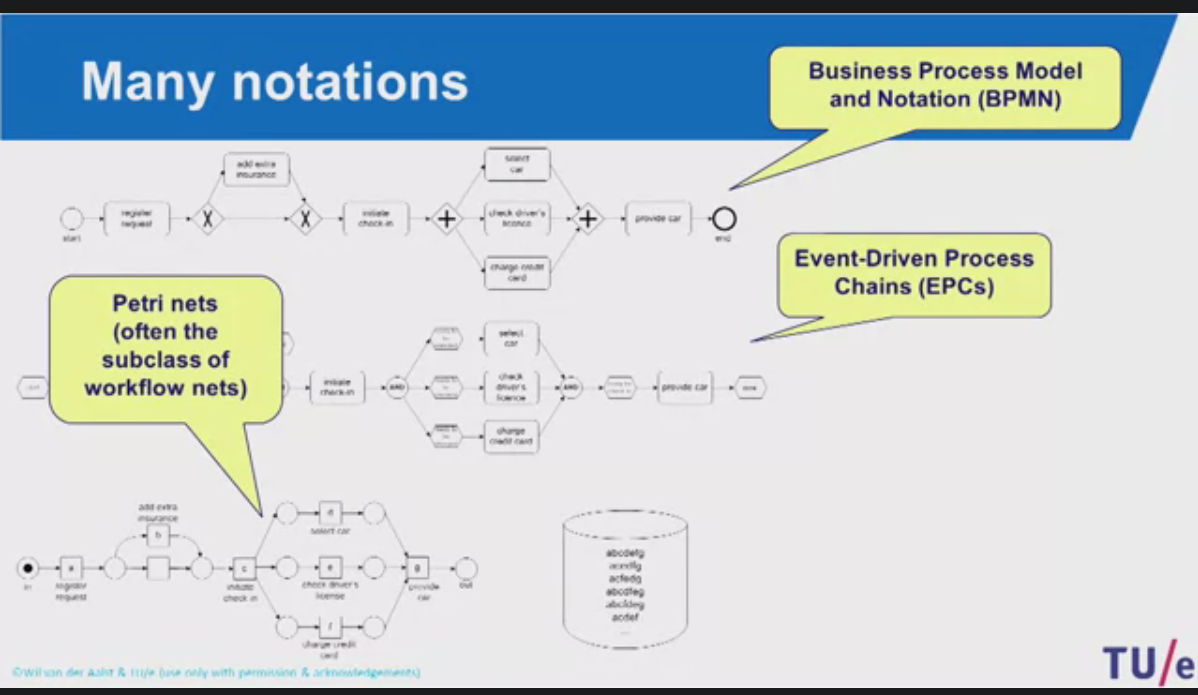 Many notations
Business Process Model
and Notation (BPMN)
add extra
insurance
select
car
start
register
request
X
X
initiate
check-in
+
check driver's
licence
+
provide car
end
charge credit
card
Event-Driven Process
Chains (EPCs)
Petri nets
(often the
subclass of
workflow nets)
select
car
initiate
check-in
AND
check
driver's
licence
AND
provide car
charge
credit card
add extra
insurance
b
d
select car
in
a
register
request
c
initiate
check in
e
check driver's
license
g
provide
car
out
f
charge credit
card
abcdefg
acedfg
acfedg
abcdfeg
abcfdeg
acdef
...
©Wil van der Aalst & TU/e (use only with permission & acknowledgements)
TU/e